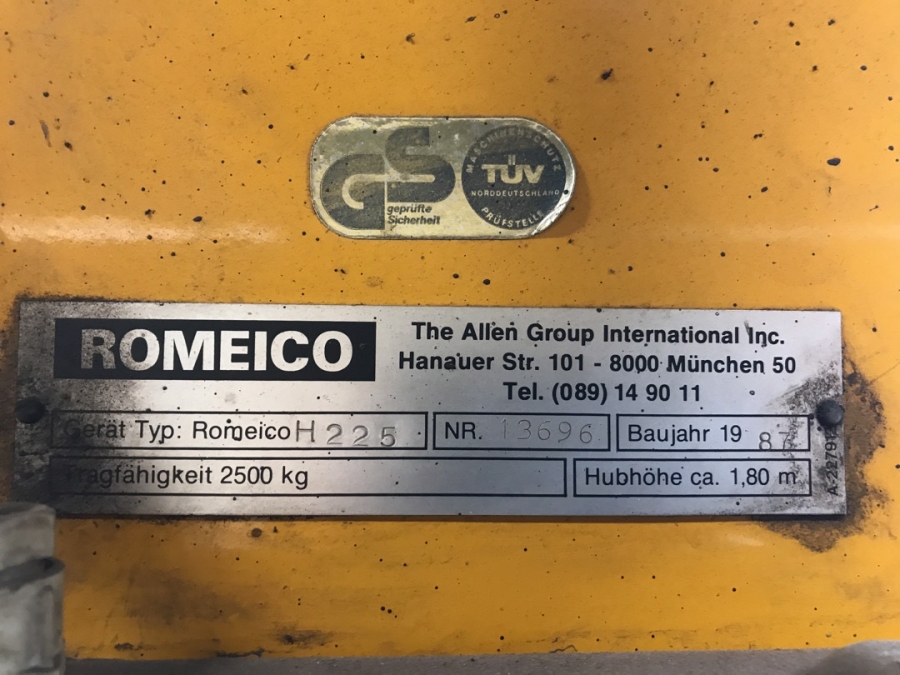 GS
geprüfte
Sicherheit
MASCHINENSCHUTZ
TÜV
NORDDEUTSCHLAND
PRÜFSTELLE
ROMEICO
The Allen Group International Inc.
Hanauer Str. 101 - 8000 München 50
Tel. (089) 14 90 11
Gerät Typ: Romeico H225 NR. 13696 Baujahr 19 87
Tragfähigkeit 2500 kg Hubhöhe ca. 1,80 m